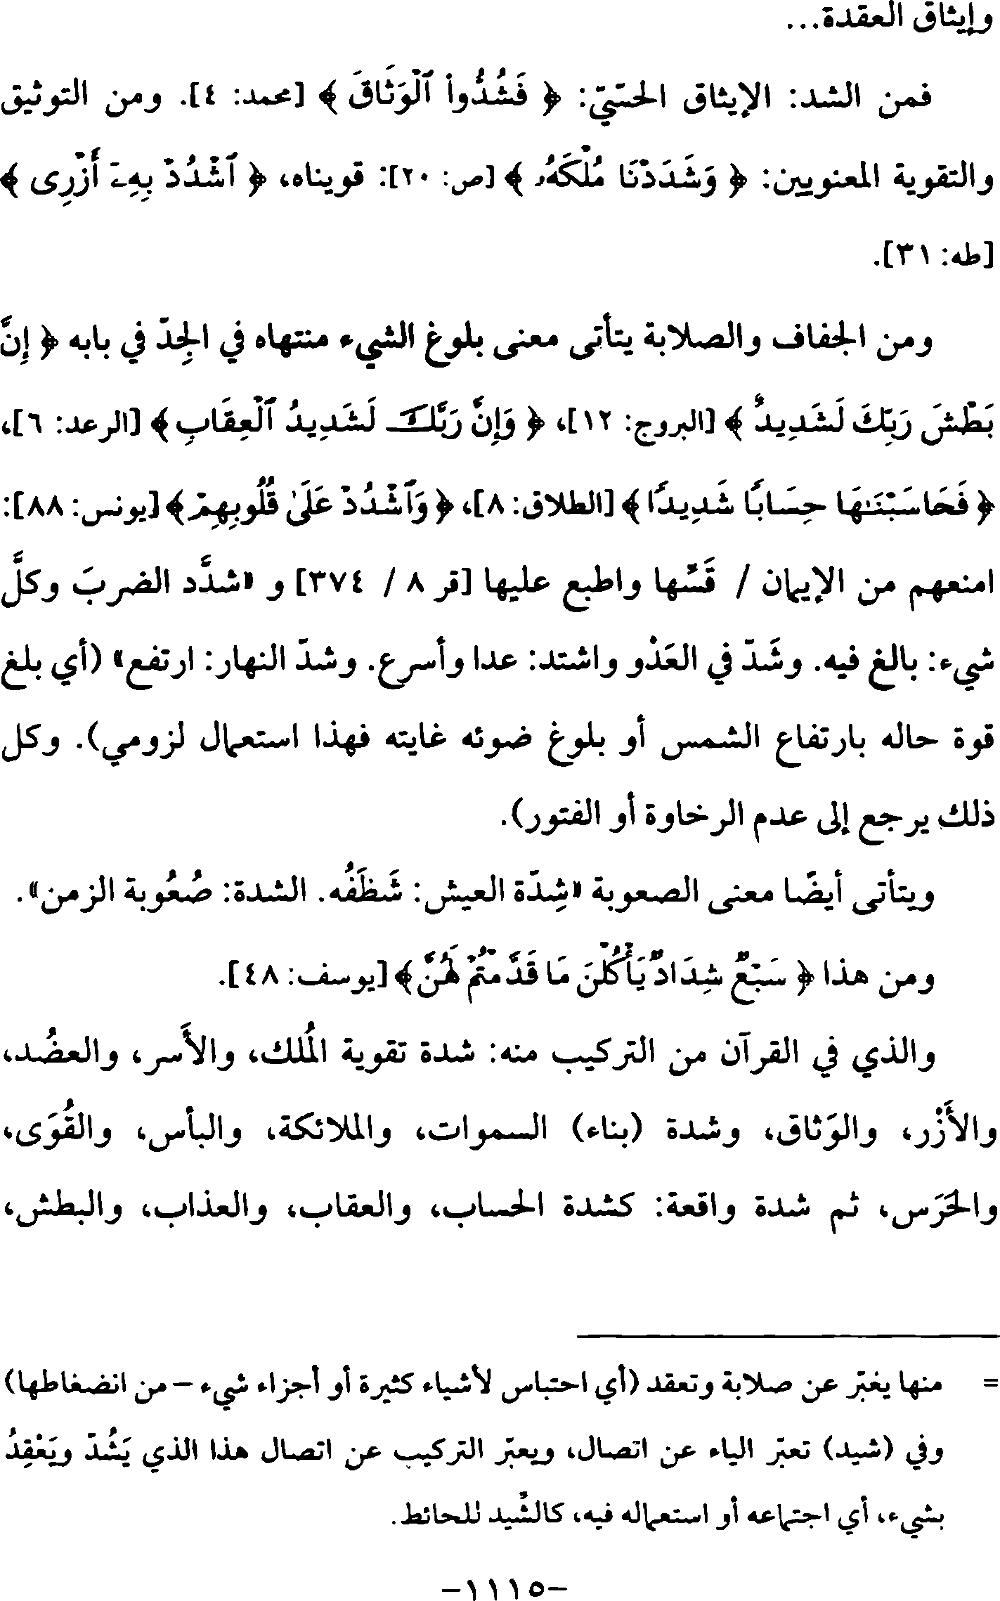 وإيثاق العقدة...
فمن الشد: الإيثاق الحسّيّ: ﴿ فَشُدُّوا۟ ٱلْوَثَاقَ ﴾ [محمد: ٤]. ومن التوثيق
والتقوية المعنويين: ﴿ وَشَدَدْنَا مُلْكَهُۥ ﴾ [ص: ٢٠]: قويناه، ﴿ ٱشْدُدْ بِهِۦٓ أَزْرِى ﴾
[طه: ٣١].
ومن الجفاف والصلابة يتأتى معنى بلوغ الشيء منتهاه في الجِدّ في بابه ﴿ إِنَّ
بَطْشَ رَبِّكَ لَشَدِيدٌ ﴾ [البروج: ١٢]، ﴿ وَإِنَّ رَبَّكَ لَشَدِيدُ ٱلْعِقَابِ ﴾ [الرعد: ٦]،
﴿ فَحَاسَبْنَـٰهَا حِسَابًا شَدِيدًا ﴾ [الطلاق: ٨]، ﴿ وَٱشْدُدْ عَلَىٰ قُلُوبِهِمْ ﴾ [يونس: ٨٨]:
امنعهم من الإيمان / قَسِّها واطبع عليها [قر ٨ / ٣٧٤] و «شدَّد الضربَ وكلَّ
شيء: بالغ فيه. وشَدّ في العَدْو واشتد: عدا وأسرع. وشدّ النهار: ارتفع» (أي بلغ
قوة حاله بارتفاع الشمس أو بلوغ ضوئه غايته فهذا استعمال لزومي). وكل
ذلك يرجع إلى عدم الرخاوة أو الفتور).
ويتأتى أيضًا معنى الصعوبة «شِدّة العيش: شَظَفُه. الشدة: صُعُوبة الزمن».
ومن هذا ﴿ سَبْعٌ شِدَادٌ يَأْكُلْنَ مَا قَدَّمْتُمْ لَهُنَّ ﴾ [يوسف: ٤٨].
والذي في القرآن من التركيب منه: شدة تقوية المُلك، والأَسر، والعضُد،
والأَزْر، والوَثاق، وشدة (بناء) السموات، والملائكة، والبأس، والقُوَى،
والحَرَس، ثم شدة واقعة: كشدة الحساب، والعقاب، والعذاب، والبطش،
= منها يغبّر عن صلابة وتعقد (أي احتباس لأشياء كثيرة أو أجزاء شيء – من انضغاطها)
وفي (شيد) تعبّر الياء عن اتصال، ويعبّر التركيب عن اتصال هذا الذي يَشُدّ ويَعْقِدُ
بشيء، أي اجتماعه أو استعماله فيه، كالشِّيد للحائط.
-١١١٥-